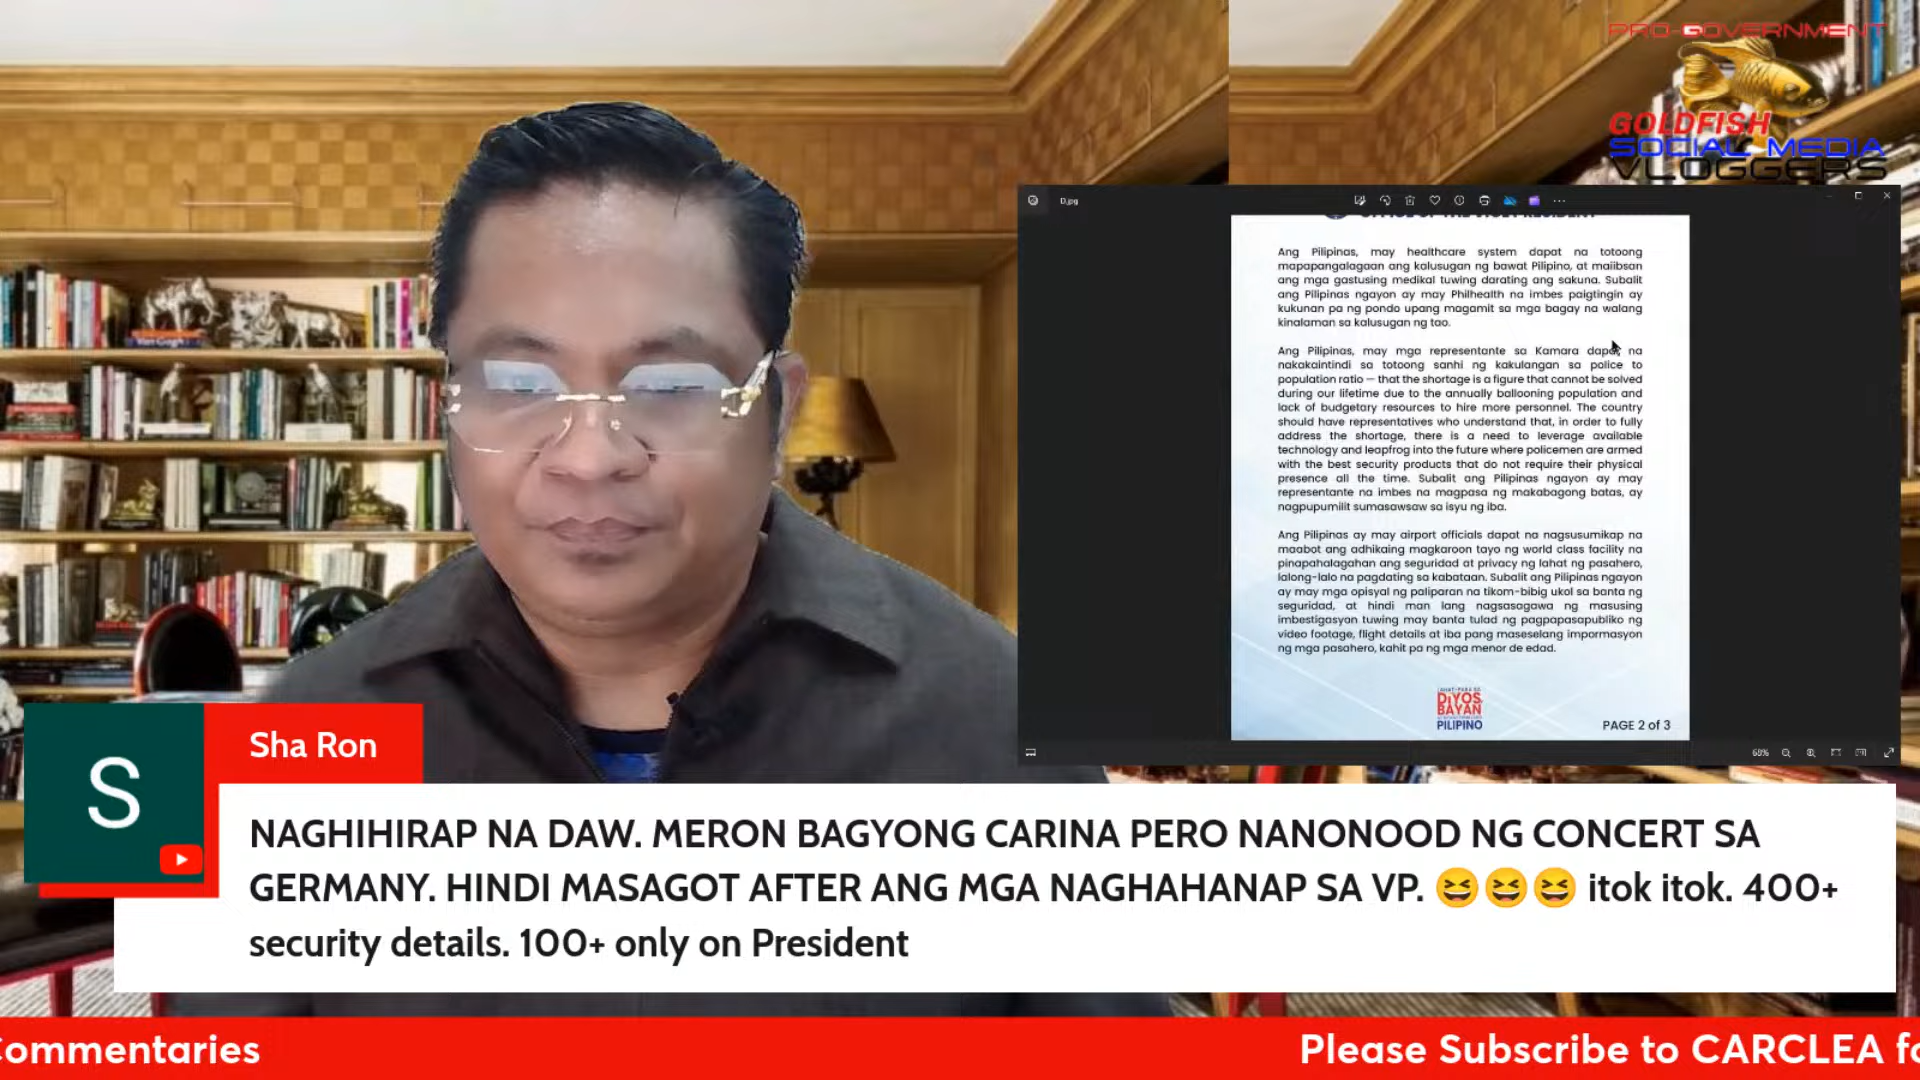 PRO-GOVERNMENT
GOLDFISH
SOCIAL MEDIA
VLOGGERS
D.jpg
OFFICE OF THE VICE PRESIDENT
Ang Pilipinas, may healthcare system dapat na totoong
mapapangalagaan ang kalusugan ng bawat Pilipino, at maiibsan
ang mga gastusing medikal tuwing darating ang sakuna. Subalit
ang Pilipinas ngayon ay may Philhealth na imbes paigtingin ay
kukunan pa ng pondo upang magamit sa mga bagay na walang
kinalaman sa kalusugan ng tao.
Ang Pilipinas, may mga representante sa Kamara dapat na
nakakaintindi sa totoong sanhi ng kakulangan sa police to
population ratio — that the shortage is a figure that cannot be solved
during our lifetime due to the annually ballooning population and
lack of budgetary resources to hire more personnel. The country
should have representatives who understand that, in order to fully
address the shortage, there is a need to leverage available
technology and leapfrog into the future where policemen are armed
with the best security products that do not require their physical
presence all the time. Subalit ang Pilipinas ngayon ay may
representante na imbes na magpasa ng makabagong batas, ay
nagpupumilit sumasawsaw sa isyu ng iba.
Ang Pilipinas ay may airport officials dapat na nagsusumikap na
maabot ang adhikaing magkaroon tayo ng world class facility na
pinapahalagahan ang seguridad at privacy ng lahat ng pasahero,
lalong-lalo na pagdating sa kabataan. Subalit ang Pilipinas ngayon
ay may mga opisyal ng paliparan na tikom-bibig ukol sa banta ng
seguridad, at hindi man lang nagsasagawa ng masusing
imbestigasyon tuwing may banta tulad ng pagpapasapubliko ng
video footage, flight details at iba pang maseselang impormasyon
ng mga pasahero, kahit pa ng mga menor de edad.
DIYOS
BAYAN
PILIPINO
PAGE 2 of 3
68%
S
Sha Ron
NAGHIHIRAP NA DAW. MERON BAGYONG CARINA PERO NANONOOD NG CONCERT SA
GERMANY. HINDI MASAGOT AFTER ANG MGA NAGHAHANAP SA VP. 😆😆😆 itok itok. 400+
security details. 100+ only on President
Commentaries
Please Subscribe to CARCLEA fo